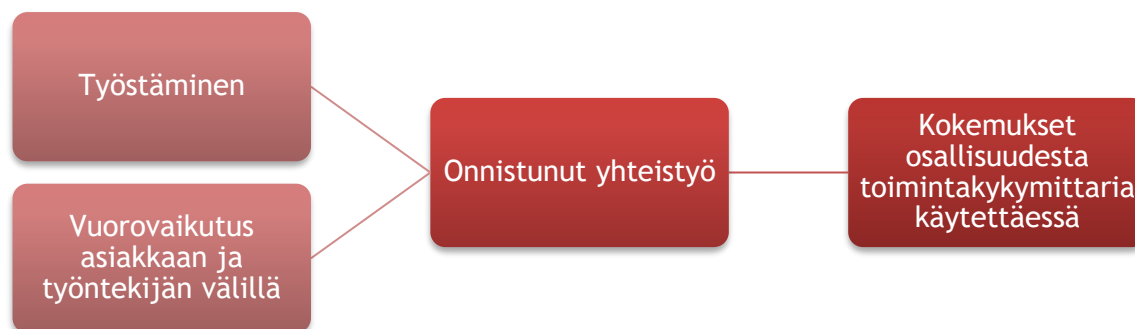 Työstäminen
Vuorovaikutus
asiakkaan ja
työntekijän välillä
Onnistunut yhteistyö
Kokemukset
osallisuudesta
toimintakykymittaria
käytettäessä